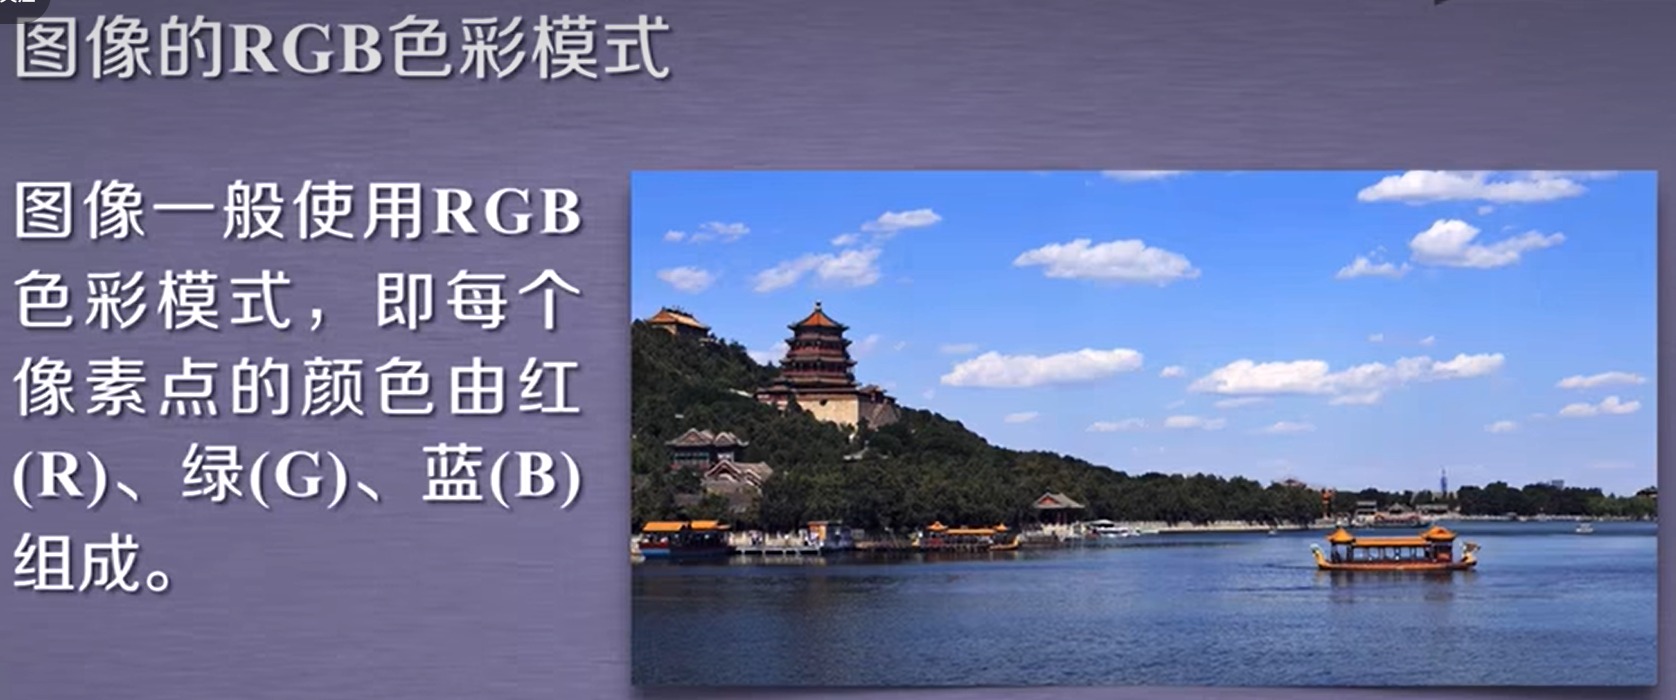 图像的RGB色彩模式
图像一般使用RGB
色彩模式，即每个
像素点的颜色由红
(R)、绿(G)、蓝(B)
组成。